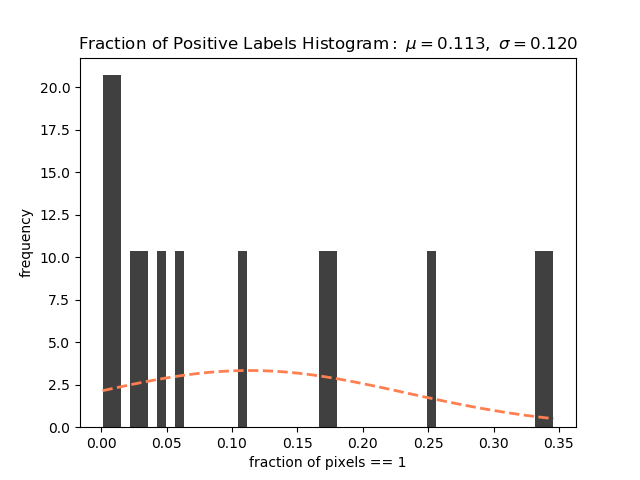 Fraction of Positive Labels Histogram: μ = 0.113, σ = 0.120
20.0
17.5
15.0
12.5
10.0
7.5
5.0
2.5
0.0
frequency
0.00 0.05 0.10 0.15 0.20 0.25 0.30 0.35
fraction of pixels == 1